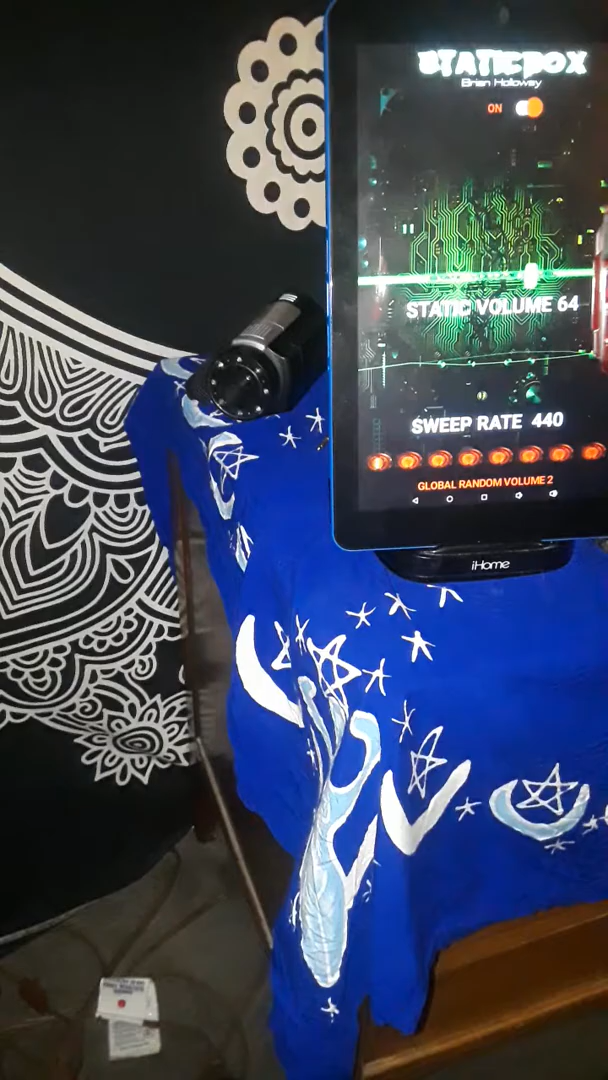 STATICBOX
Brian Holloway
ON
STATIC VOLUME 64
SWEEP RATE 440
GLOBAL RANDOM VOLUME 2
iHome